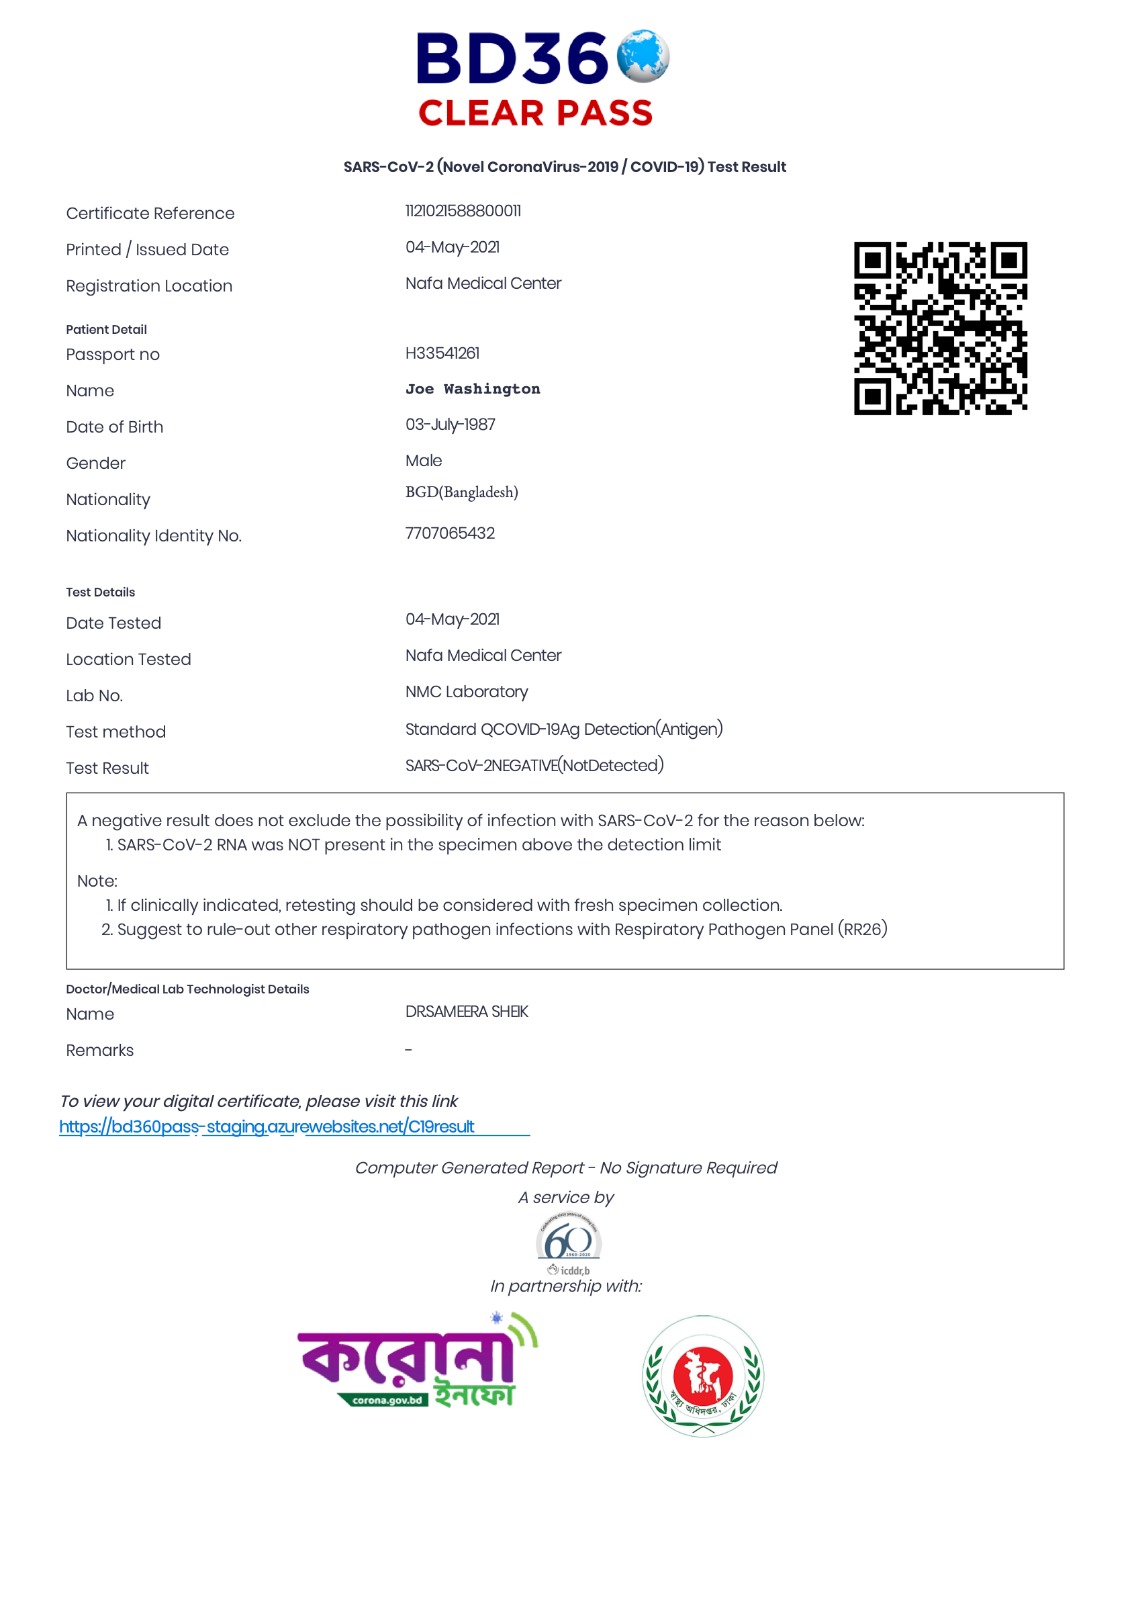 BD360
CLEAR PASS
SARS-CoV-2 (Novel CoronaVirus-2019 / COVID-19) Test Result
Certificate Reference 1121021588800011
Printed / Issued Date 04-May-2021
Registration Location Nafa Medical Center
Patient Detail
Passport no H33541261
Name Joe Washington
Date of Birth 03-July-1987
Gender Male
Nationality BGD(Bangladesh)
Nationality Identity No. 7707065432
Test Details
Date Tested 04-May-2021
Location Tested Nafa Medical Center
Lab No. NMC Laboratory
Test method Standard QCOVID-19Ag Detection(Antigen)
Test Result SARS-CoV-2NEGATIVE(NotDetected)
A negative result does not exclude the possibility of infection with SARS-CoV-2 for the reason below:
1. SARS-CoV-2 RNA was NOT present in the specimen above the detection limit
Note:
1. If clinically indicated, retesting should be considered with fresh specimen collection.
2. Suggest to rule-out other respiratory pathogen infections with Respiratory Pathogen Panel (RR26)
Doctor/Medical Lab Technologist Details
Name DR.SAMEERA SHEIK
Remarks -
To view your digital certificate, please visit this link
https://bd360pass-staging.azurewebsites.net/C19result
Computer Generated Report - No Signature Required
A service by
60
1960-2020
icddr,b
In partnership with:
করোনা
ইনফো
corona.gov.bd
স্বাস্থ্য অধিদপ্তর, ঢাকা